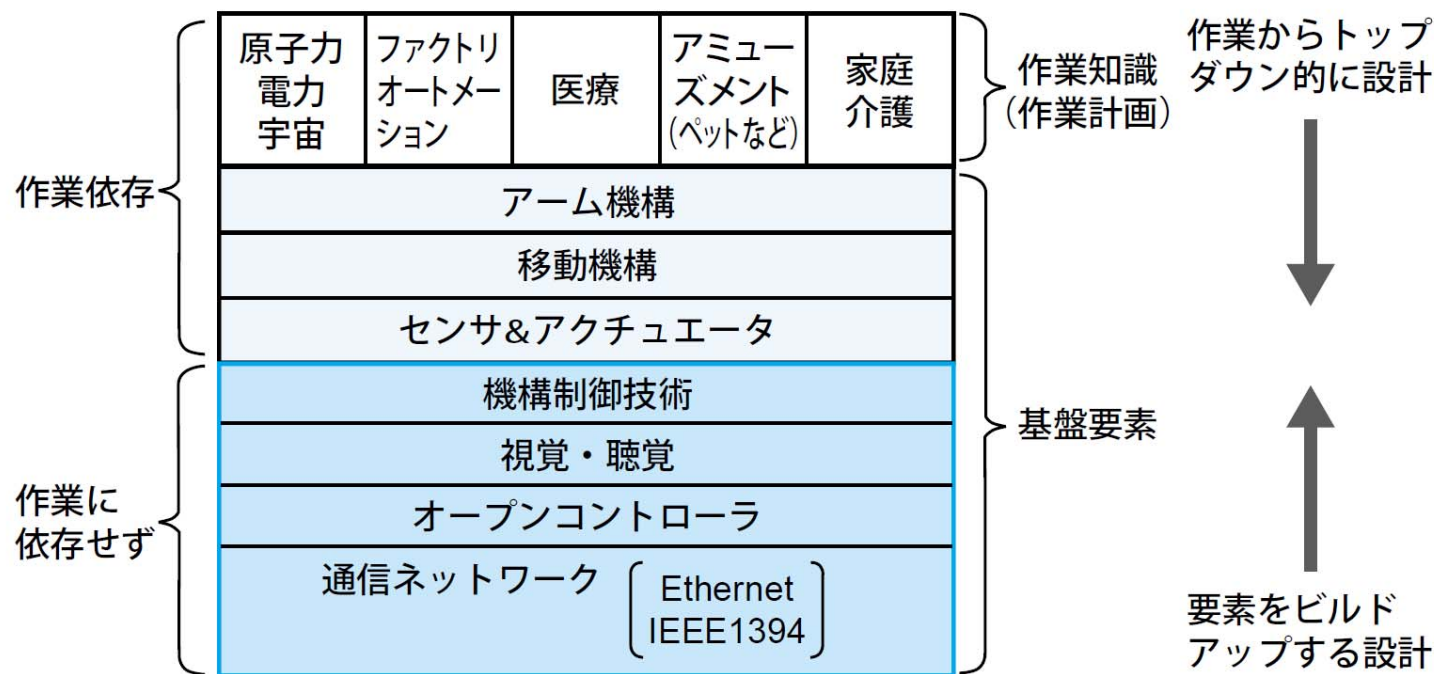 原子力
電力
宇宙
ファクトリ
オートメー
ション
医療
アミュー
ズメント
(ペットなど)
家庭
介護
作業知識
(作業計画)
作業からトップ
ダウン的に設計
作業依存
アーム機構
移動機構
センサ&アクチュエータ
機構制御技術
視覚・聴覚
オープンコントローラ
通信ネットワーク
Ethernet
IEEE1394
基盤要素
作業に
依存せず
要素をビルド
アップする設計